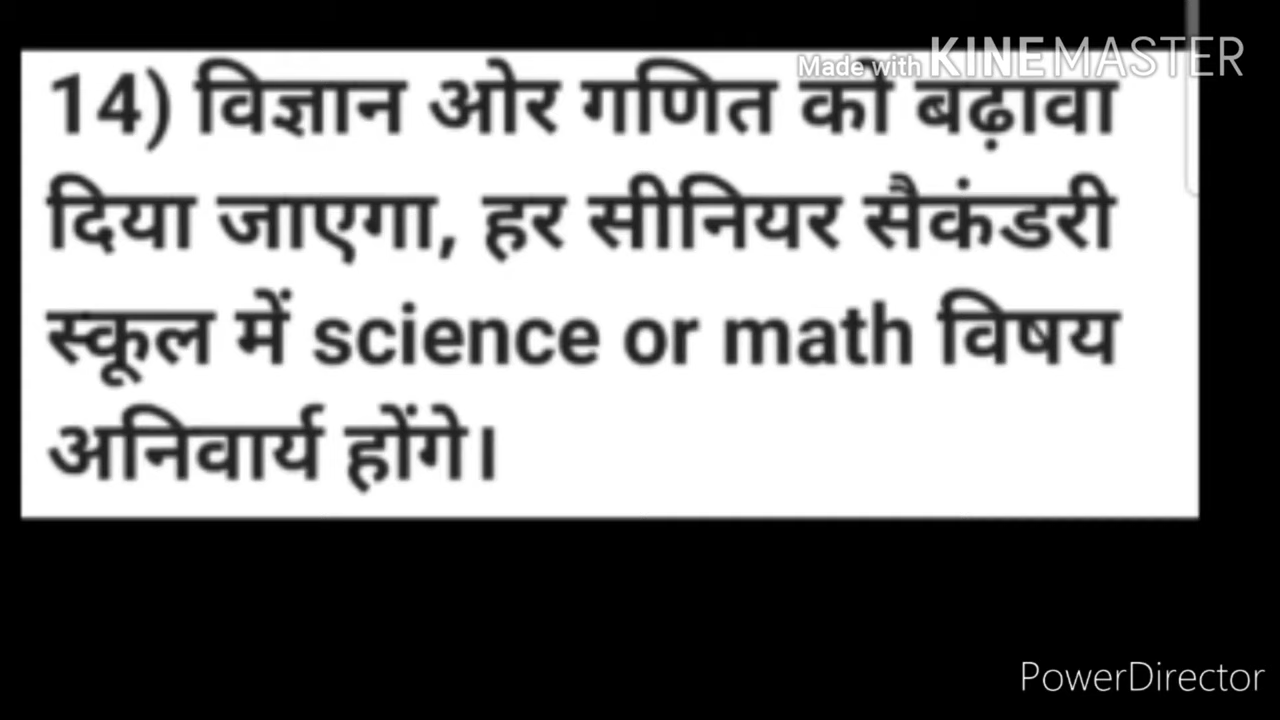 Made with KINEMASTER
14) विज्ञान ओर गणित को बढ़ावा
दिया जाएगा, हर सीनियर सैकंडरी
स्कूल में science or math विषय
अनिवार्य होंगे।
PowerDirector